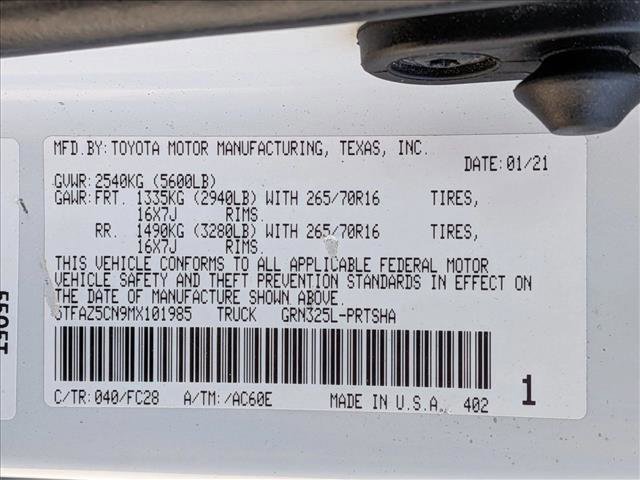 MFD.BY:TOYOTA MOTOR MANUFACTURING, TEXAS, INC.
DATE:01/21
GVWR:2540KG (5600LB)
GAWR:FRT. 1335KG (2940LB) WITH 265/70R16 TIRES,
16X7J RIMS.
RR. 1490KG (3280LB) WITH 265/70R16 TIRES,
16X7J RIMS.
THIS VEHICLE CONFORMS TO ALL APPLICABLE FEDERAL MOTOR
VEHICLE SAFETY AND THEFT PREVENTION STANDARDS IN EFFECT ON
THE DATE OF MANUFACTURE SHOWN ABOVE.
5TFAZ5CN9MX101985 TRUCK GRN325L-PRTSHA
C/TR:040/FC28 A/TM:/AC60E MADE IN U.S.A. 402 1